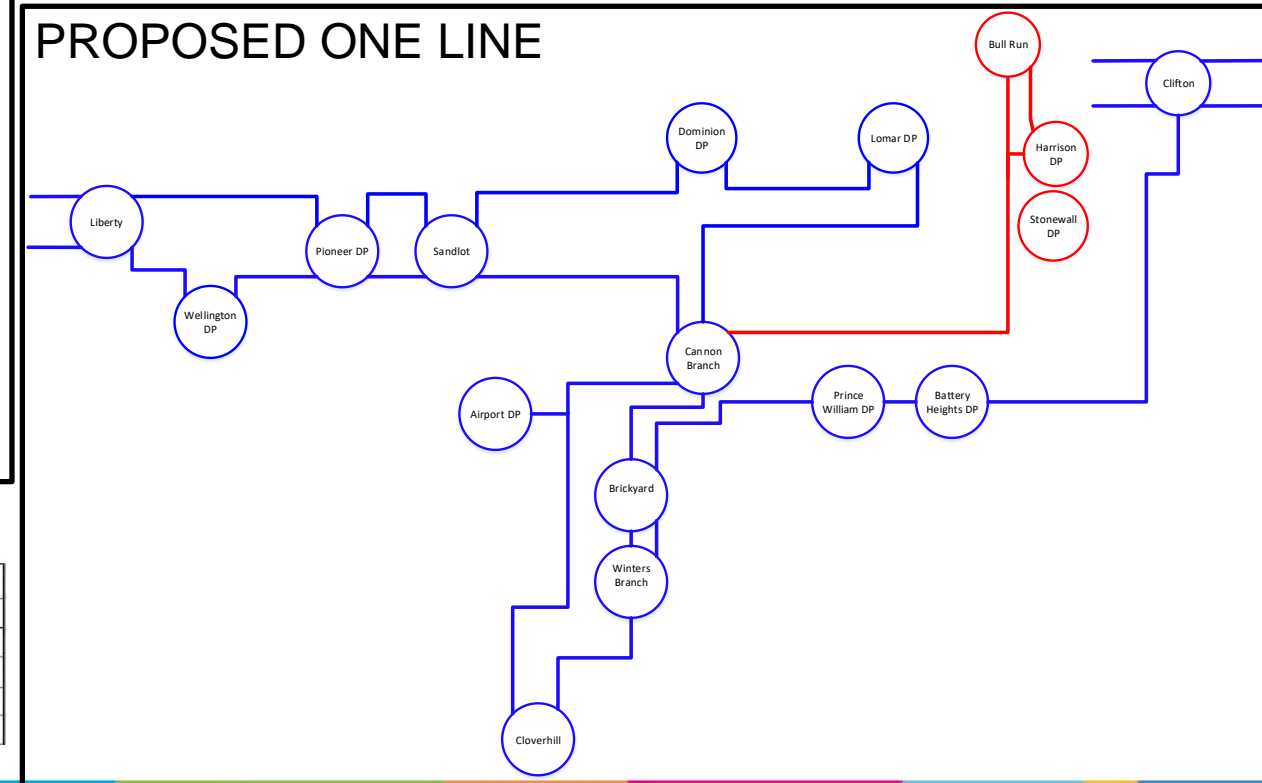 PROPOSED ONE LINE
Bull Run
Clifton
Dominion
DP
Lomar DP
Harrison
DP
Stonewall
DP
Liberty
Pioneer DP
Sandlot
Wellington
DP
Cannon
Branch
Airport DP
Prince
William DP
Battery
Heights DP
Brickyard
Winters
Branch
Cloverhill